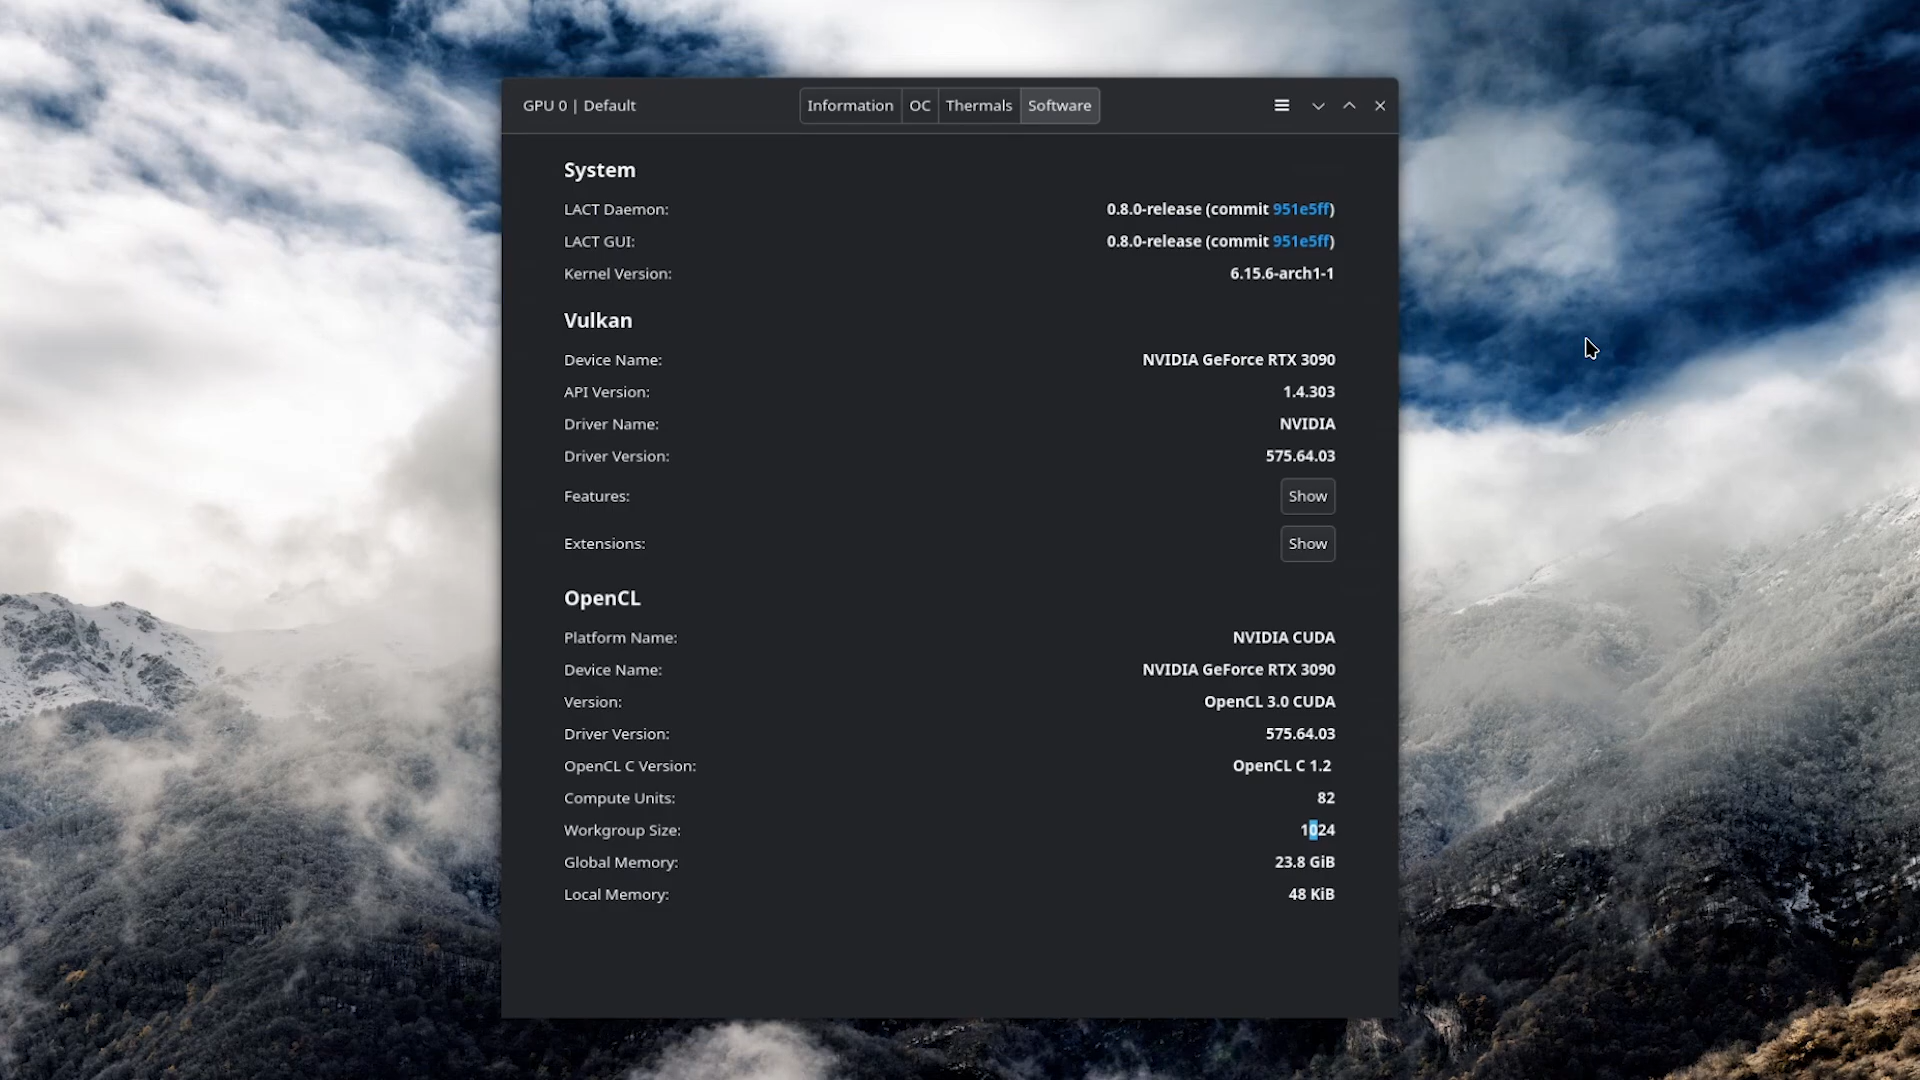 GPU 0 | Default
Information OC Thermals Software
System
LACT Daemon: 0.8.0-release (commit 951e5ff)
LACT GUI: 0.8.0-release (commit 951e5ff)
Kernel Version: 6.15.6-arch1-1
Vulkan
Device Name: NVIDIA GeForce RTX 3090
API Version: 1.4.303
Driver Name: NVIDIA
Driver Version: 575.64.03
Features: Show
Extensions: Show
OpenCL
Platform Name: NVIDIA CUDA
Device Name: NVIDIA GeForce RTX 3090
Version: OpenCL 3.0 CUDA
Driver Version: 575.64.03
OpenCL C Version: OpenCL C 1.2
Compute Units: 82
Workgroup Size: 1024
Global Memory: 23.8 GiB
Local Memory: 48 KiB